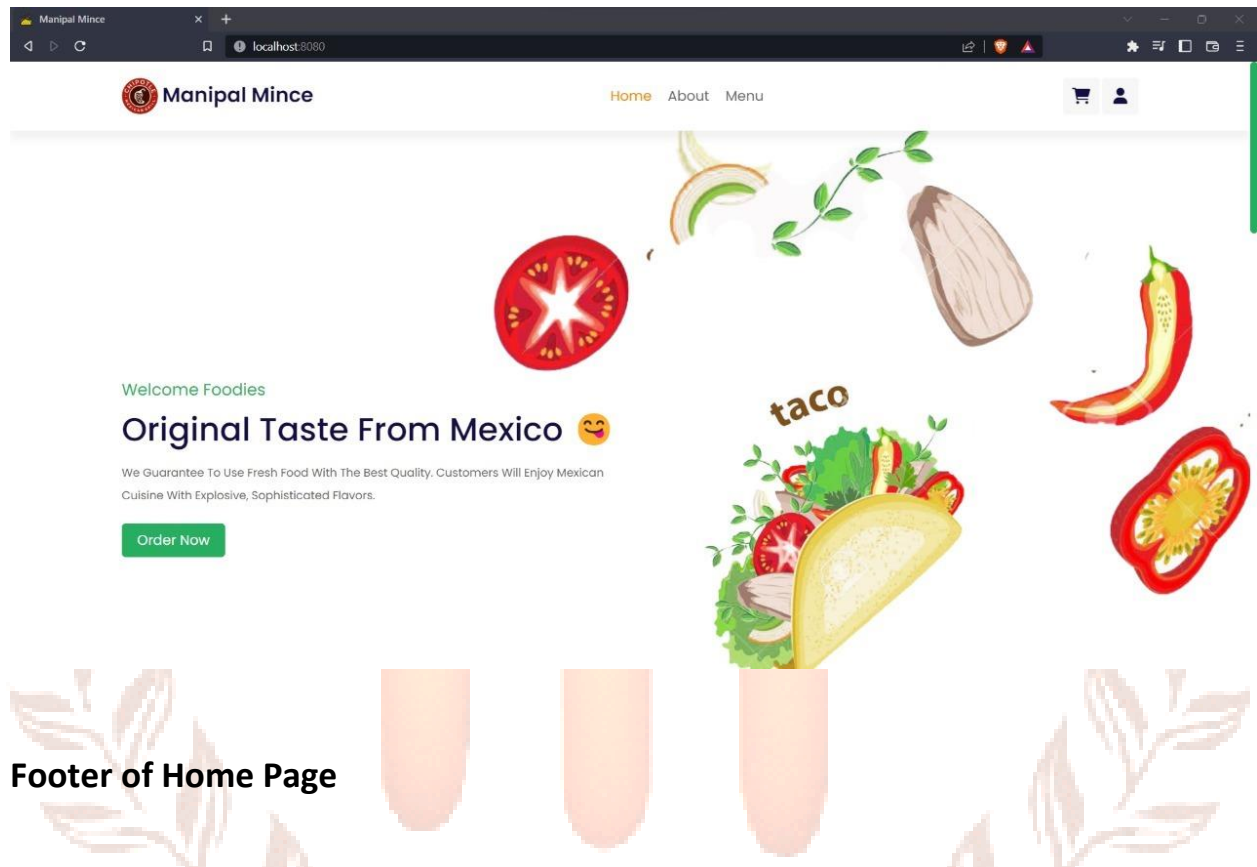 Manipal Mince
localhost:8080
CHIPOTLE
Manipal Mince
Home About Menu
taco
Welcome Foodies
Original Taste From Mexico 😋
We Guarantee To Use Fresh Food With The Best Quality. Customers Will Enjoy Mexican
Cuisine With Explosive, Sophisticated Flavors.
Order Now
Footer of Home Page